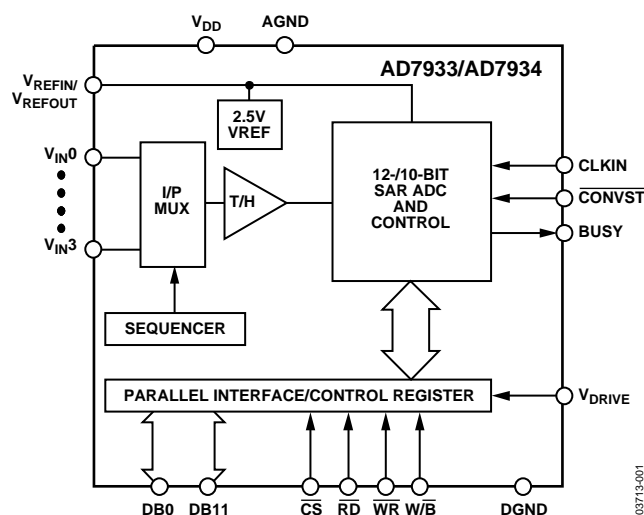 VDD AGND
AD7933/AD7934
VREFIN/
VREFOUT
2.5V
VREF
VIN0
I/P
MUX
T/H
12-/10-BIT
SAR ADC
AND
CONTROL
CLKIN
CONVST
BUSY
VIN3
SEQUENCER
PARALLEL INTERFACE/CONTROL REGISTER
VDRIVE
DB0 DB11 CS RD WR W/B DGND
03713-001